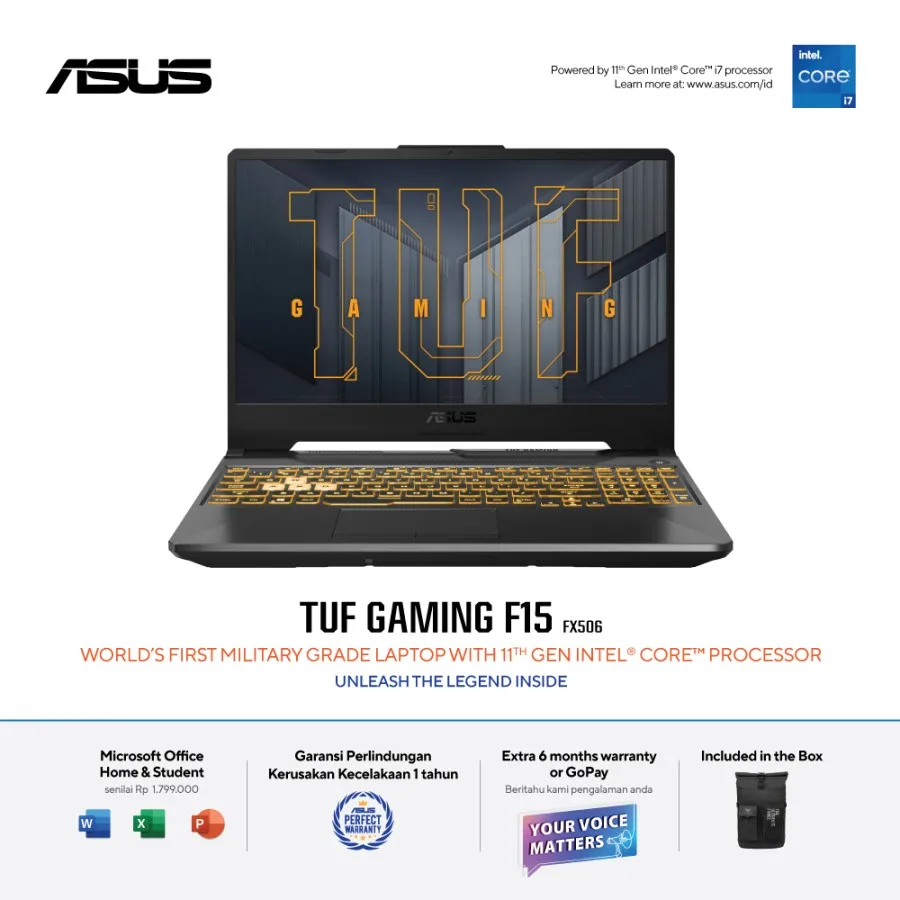 ASUS
Powered by 11th Gen Intel® Core™ i7 processor
Learn more at: www.asus.com/id
intel.
CORE
i7
TUF
GAMING
ASUS
TUF GAMING
TUF GAMING F15 FX506
WORLD'S FIRST MILITARY GRADE LAPTOP WITH 11TH GEN INTEL® CORE™ PROCESSOR
UNLEASH THE LEGEND INSIDE
Microsoft Office
Home & Student
senilai Rp 1.799.000
W
X
P
Garansi Perlindungan
Kerusakan Kecelakaan 1 tahun
ASUS
PERFECT
WARRANTY
Extra 6 months warranty
or GoPay
Beritahu kami pengalaman anda
YOUR VOICE
MATTERS
Included in the Box